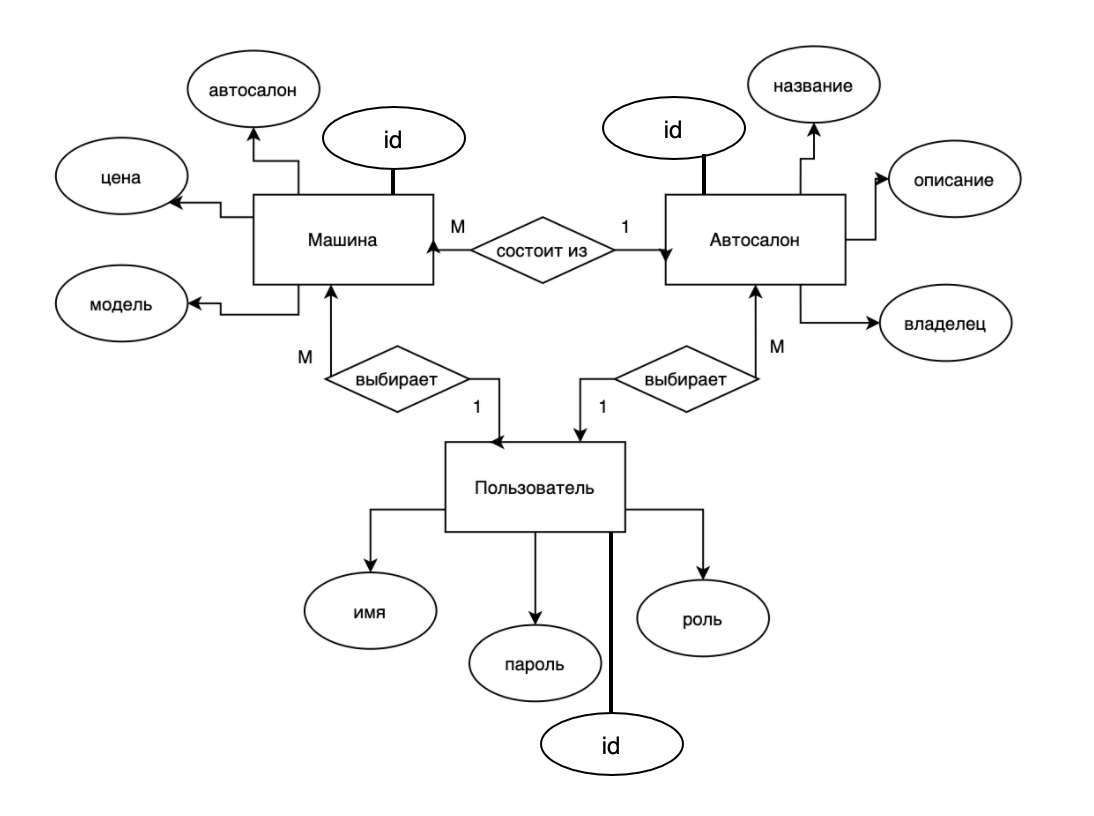 название
автосалон
id
id
цена
описание
М
1
Машина
состоит из
Автосалон
модель
владелец
М
выбирает
выбирает
М
1
1
Пользователь
имя
роль
пароль
id